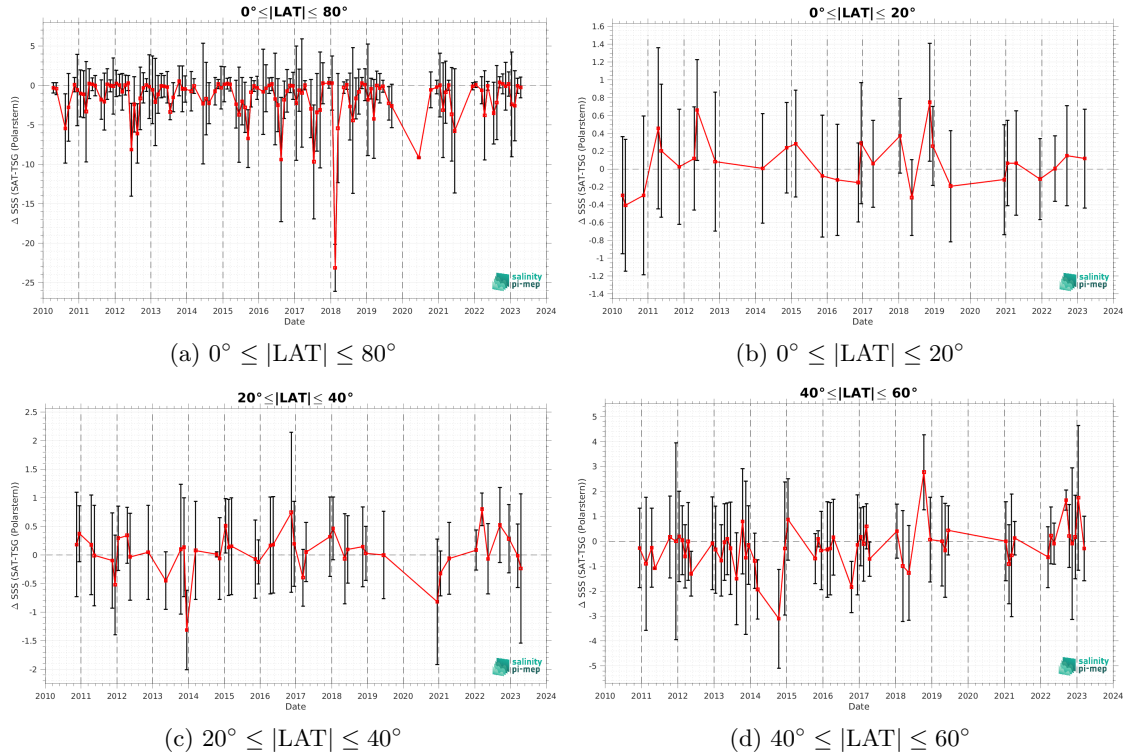 0°≤|LAT|≤ 80°
Δ SSS (SAT-TSG (Polarstern))
5
0
-5
-10
-15
-20
-25
2010 2011 2012 2013 2014 2015 2016 2017 2018 2019 2020 2021 2022 2023 2024
Date
salinity
pi-mep
(a) 0° ≤ |LAT| ≤ 80°
0°≤|LAT|≤ 20°
Δ SSS (SAT-TSG (Polarstern))
1.4
1.2
1
0.8
0.6
0.4
0.2
0
-0.2
-0.4
-0.6
-0.8
-1
-1.2
-1.4
2010 2011 2012 2013 2014 2015 2016 2017 2018 2019 2020 2021 2022 2023 2024
Date
salinity
pi-mep
(b) 0° ≤ |LAT| ≤ 20°
20°≤|LAT|≤ 40°
Δ SSS (SAT-TSG (Polarstern))
2.5
2
1.5
1
0.5
0
-0.5
-1
-1.5
-2
2010 2011 2012 2013 2014 2015 2016 2017 2018 2019 2020 2021 2022 2023 2024
Date
salinity
pi-mep
(c) 20° ≤ |LAT| ≤ 40°
40°≤|LAT|≤ 60°
Δ SSS (SAT-TSG (Polarstern))
5
4
3
2
1
0
-1
-2
-3
-4
-5
2010 2011 2012 2013 2014 2015 2016 2017 2018 2019 2020 2021 2022 2023 2024
Date
salinity
pi-mep
(d) 40° ≤ |LAT| ≤ 60°